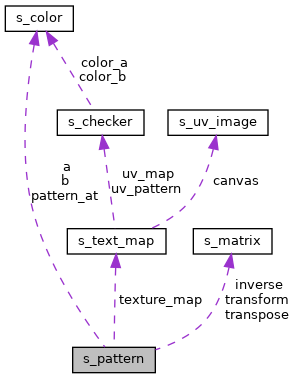 s_color
color_a
color_b
s_checker
s_uv_image
a
b
pattern_at
uv_map
uv_pattern
canvas
s_text_map
s_matrix
texture_map
inverse
transform
transpose
s_pattern